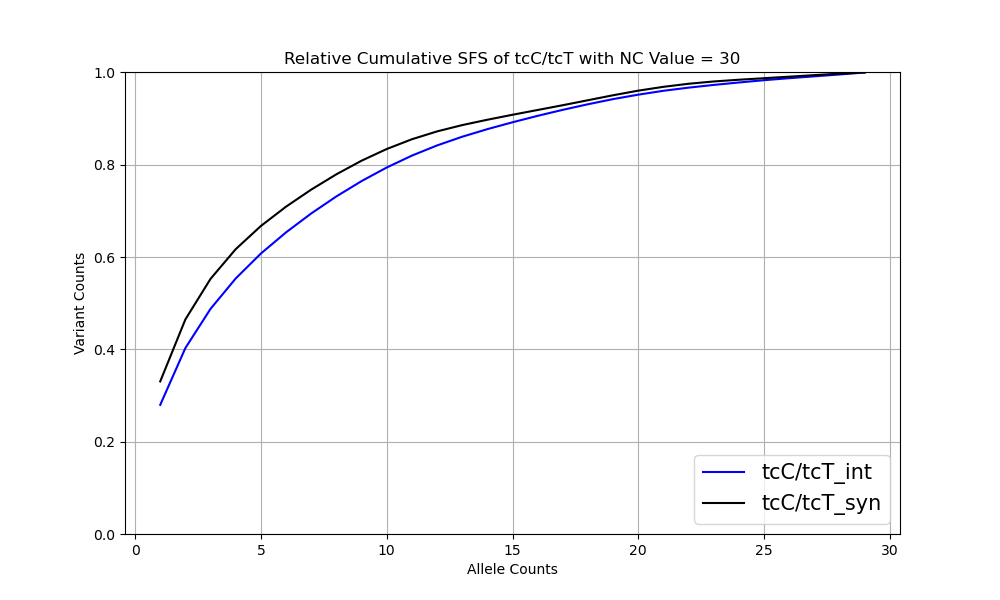 Relative Cumulative SFS of tcC/tcT with NC Value = 30
1.0
0.8
0.6
0.4
0.2
0.0
Variant Counts
0 5 10 15 20 25 30
Allele Counts
tcC/tcT_int
tcC/tcT_syn